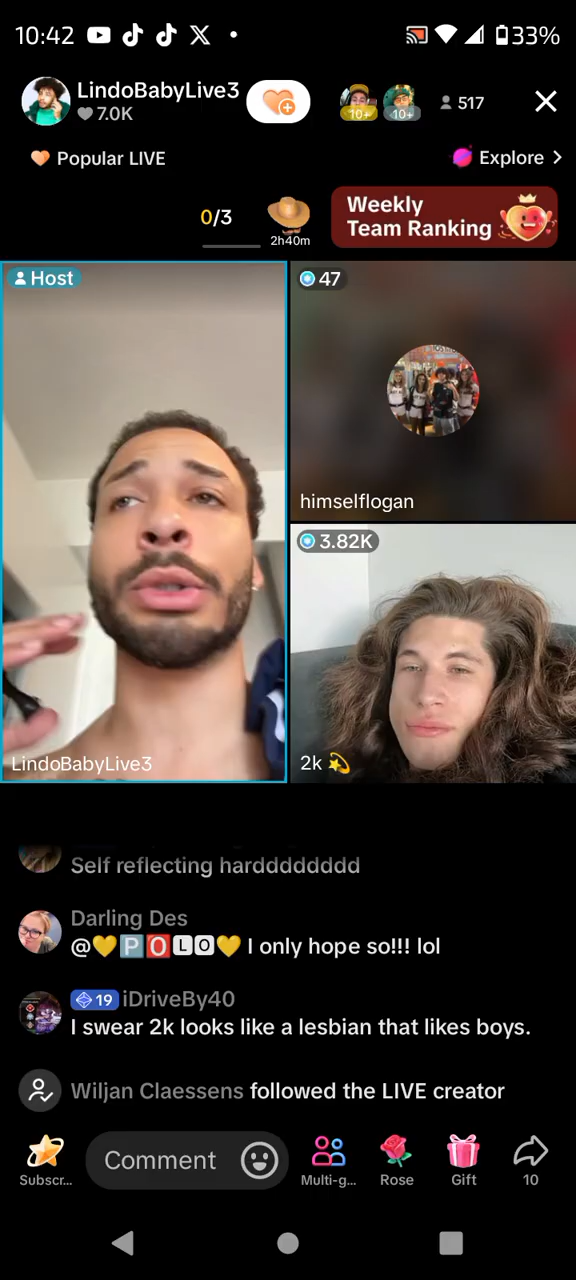 10:42 33%
LindoBabyLive3
7.0K
10+ 10+ 517
Popular LIVE Explore
0/3
2h40m
Weekly
Team Ranking
Host
47
himselflogan
3.82K
LindoBabyLive3
2k 💫
Self reflecting hardddddddd
Darling Des
@💛🅿️🅾️🅻🅾💛 I only hope so!!! lol
19 iDriveBy40
I swear 2k looks like a lesbian that likes boys.
Wiljan Claessens followed the LIVE creator
Comment
Subscr... Multi-g... Rose Gift 10